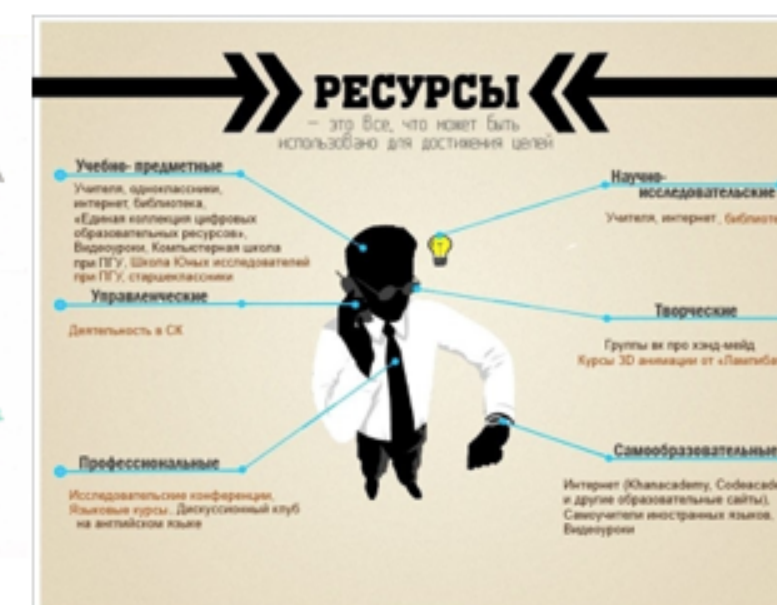 РЕСУРСЫ
– это все, что может быть
использовано для достижения целей
Учебно- предметные
Учителя, одноклассники,
интернет, библиотека,
«Единая коллекция цифровых
образовательных ресурсов»,
Видеоуроки, Компьютерная школа
при ПГУ, Школа Юных исследователей
при ПГУ, старшеклассники
Управленческие
Деятельность в СК
Профессиональные
Исследовательские конференции,
Языковые курсы, Дискуссионный клуб
на английском языке
Научно-
исследовательские
Учителя, интернет, библиоте
Творческие
Группы вк про хэнд-мейд
Курсы 3D анимации от «Лампиба
Самообразовательные
Интернет (Khanacademy, Codeacade
и другие образовательные сайты),
Самоучители иностранных языков,
Видеоуроки